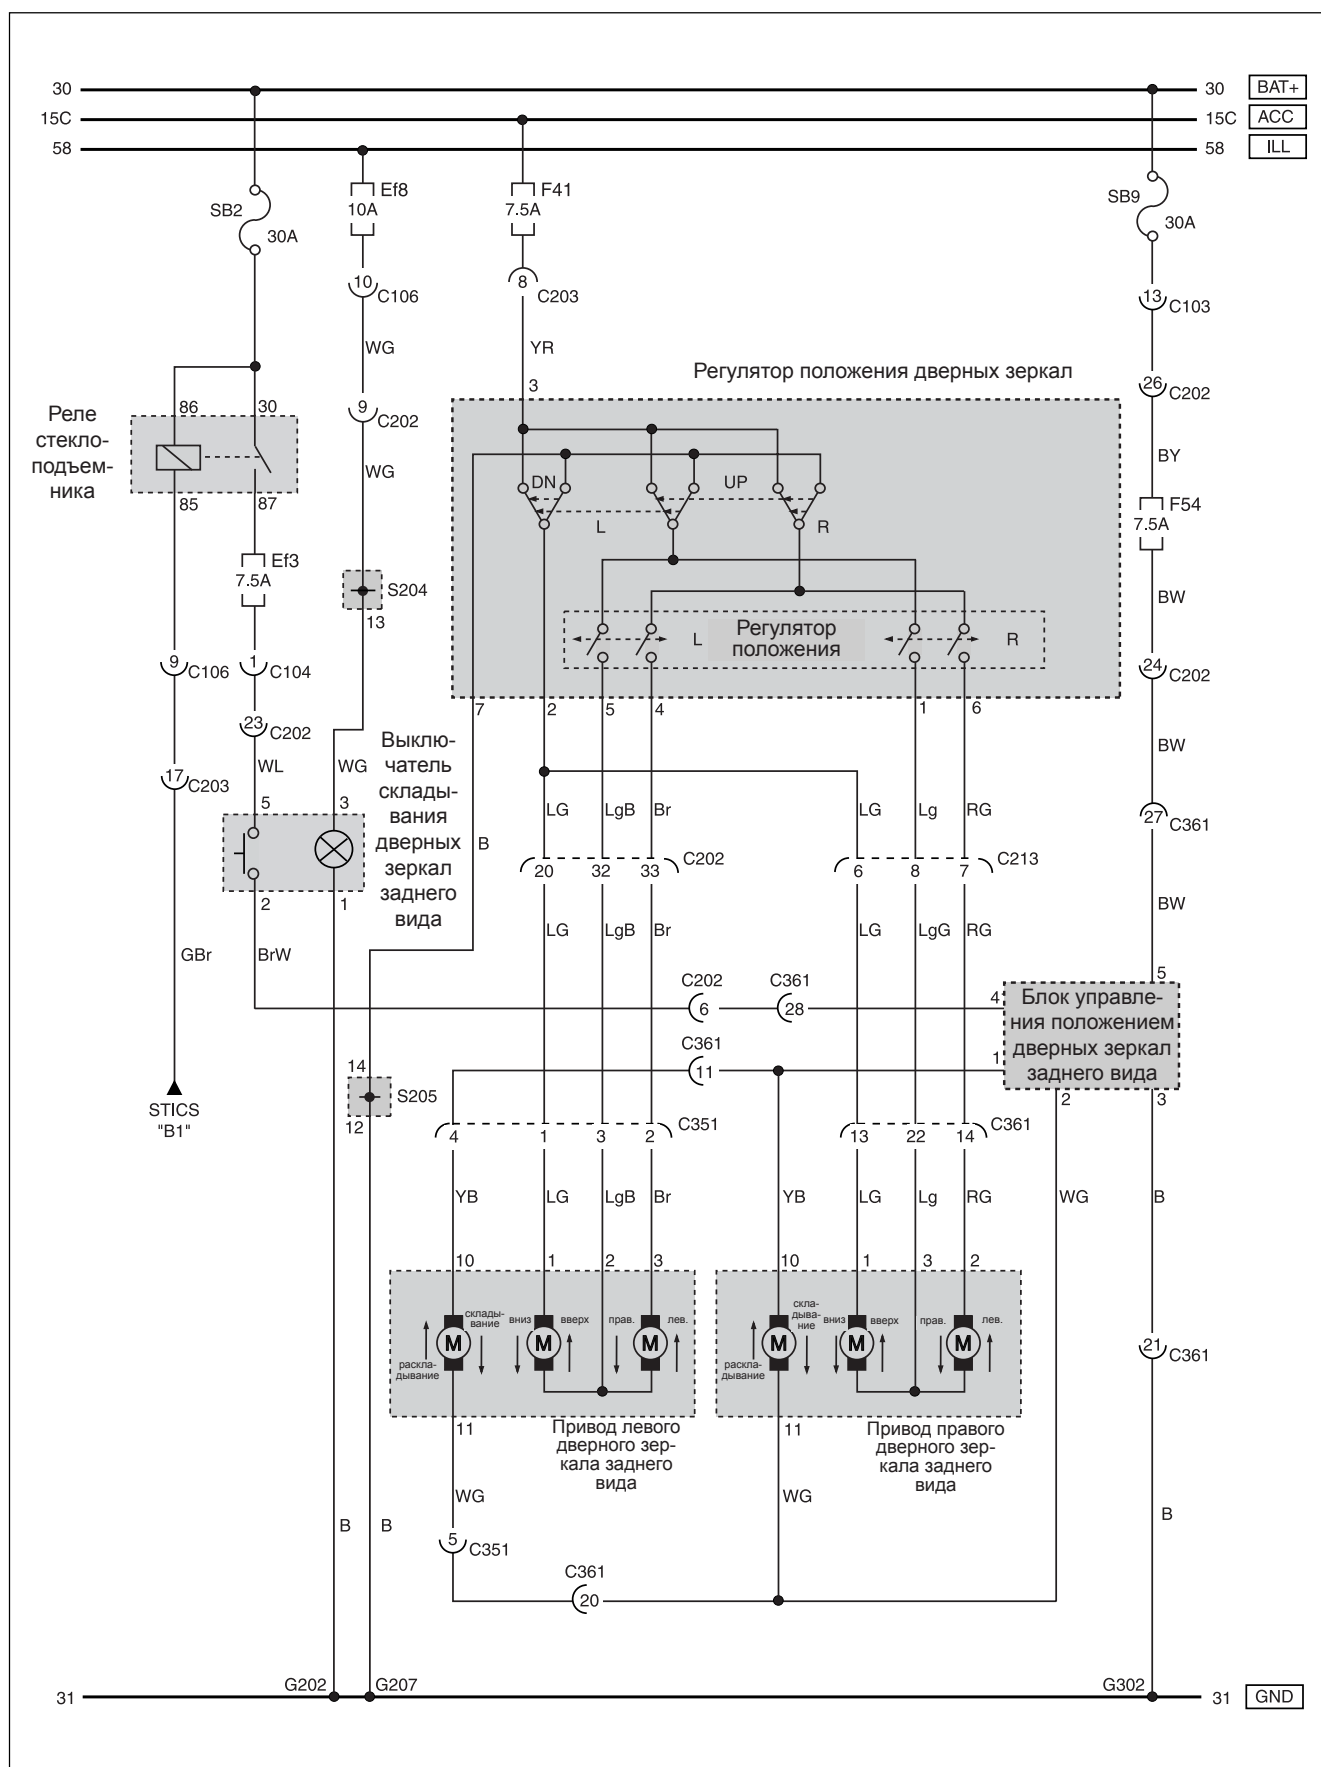 30
30
BAT+
15C
15C
ACC
58
58
ILL
SB2
30A
Ef8
10A
F41
7.5A
SB9
30A
10
C106
8
C203
13
C103
WG
YR
Регулятор положения дверных зеркал
3
26
C202
Реле
стекло-
подъем-
ника
86
30
85
87
9
C202
WG
BY
DN
UP
L
R
F54
7.5A
Ef3
7.5A
S204
13
BW
L
Регулятор
положения
R
9
C106
1
C104
24
C202
23
C202
7
2
5
4
1
6
17
C203
WL
WG
BW
Выклю-
чатель
склады-
вания
дверных
зеркал
заднего
вида
5
3
2
1
B
LG
LgB
Br
LG
Lg
RG
27
C361
20
32
33
C202
6
8
7
C213
BW
GBr
BrW
LG
LgB
Br
LG
LgG
RG
C202
6
C361
28
4
5
Блок управле-
ния положением
дверных зеркал
заднего вида
1
2
3
C361
11
STICS
"B1"
14
S205
12
4
1
3
2
C351
13
22
14
C361
YB
LG
LgB
Br
YB
LG
Lg
RG
WG
B
10
1
2
3
10
1
3
2
склады-
вание
раскла-
дывание
M
вниз
M
вверх
прав.
M
лев.
скла-
дыва-
ние
раскла-
дывание
M
вниз
M
вверх
прав.
M
лев.
21
C361
11
Привод левого
дверного зер-
кала заднего
вида
11
Привод правого
дверного зер-
кала заднего
вида
WG
WG
B
B
B
5
C351
C361
20
31
G202
G207
G302
31
GND